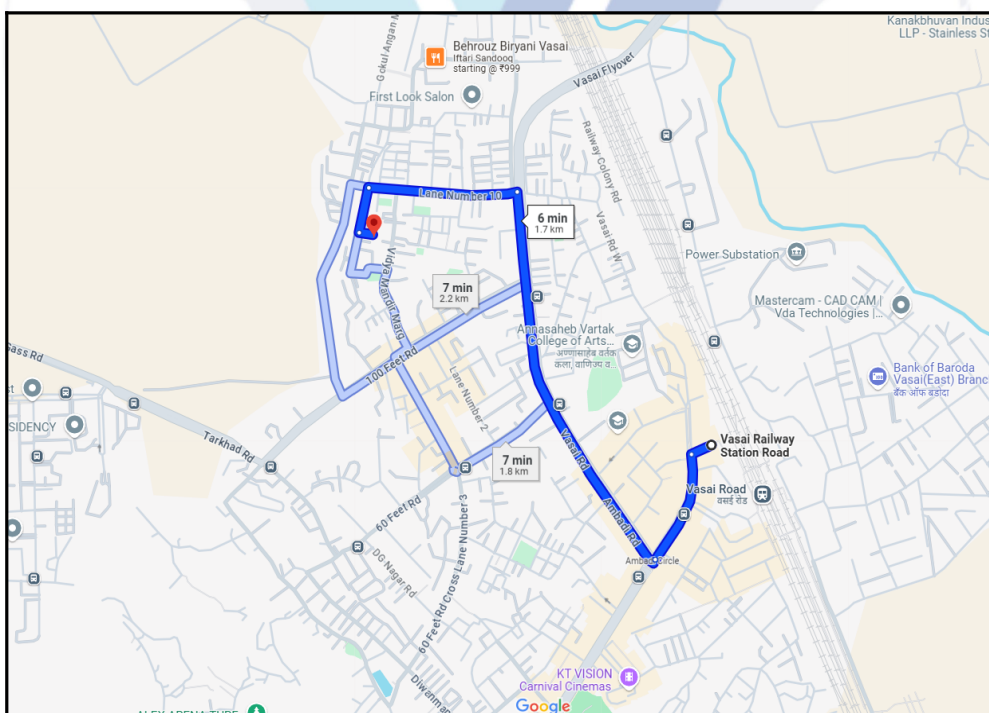 Kanakbhuvan Indus
LLP - Stainless St
Behrouz Biryani Vasai
Iftari Sandooq
starting @ ₹999
Gokul Angan
First Look Salon
Vasai Flyover
Railway Colony Rd
Lane Number 10
6 min
1.7 km
Vasai Rd W
Vidya Mandir Marg
Power Substation
7 min
2.2 km
Mastercam - CAD CAM |
Vda Technologies |...
Annasaheb Vartak
College of Arts...
अण्णासाहेब वर्तक
कला, वाणिज्य व...
Gass Rd
100 Feet Rd
Bank of Baroda
Vasai(East) Branc
बँक ऑफ बडोदा
Lane Number 2
SIDENCY
Tarkhad Rd
Vasai Rd
Vasai Railway
Station Road
7 min
1.8 km
Vasai Road
वसई रोड
Ambadi Rd
60 Feet Rd
DG Nagar Rd
60 Feet Rd Cross Lane Number 3
KT VISION
Carnival Cinemas
Google